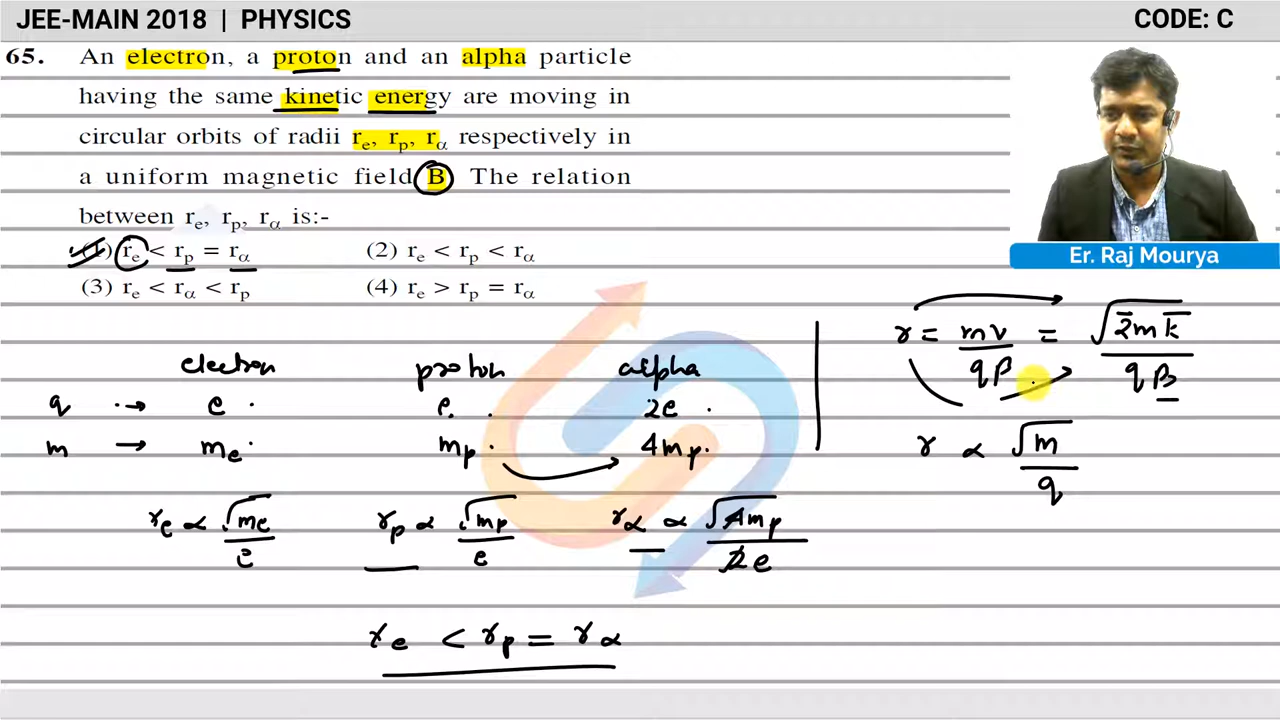 JEE-MAIN 2018 | PHYSICS
CODE: C
65. An electron, a proton and an alpha particle
having the same kinetic energy are moving in
circular orbits of radii rₑ, rₚ, r_α respectively in
a uniform magnetic field B. The relation
between rₑ, rₚ, r_α is:-
(1) rₑ < rₚ = r_α (2) rₑ < rₚ < r_α
(3) rₑ < r_α < rₚ (4) rₑ > rₚ = r_α
Er. Raj Mourya
r = mv/qB = √(2mk)/qB
r ∝ √m/q
electron proton alpha
q → e e 2e
m → mₑ mₚ 4mₚ
rₑ ∝ √mₑ/e rₚ ∝ √mₚ/e r_α ∝ √4mₚ/2e
rₑ < rₚ = r_α